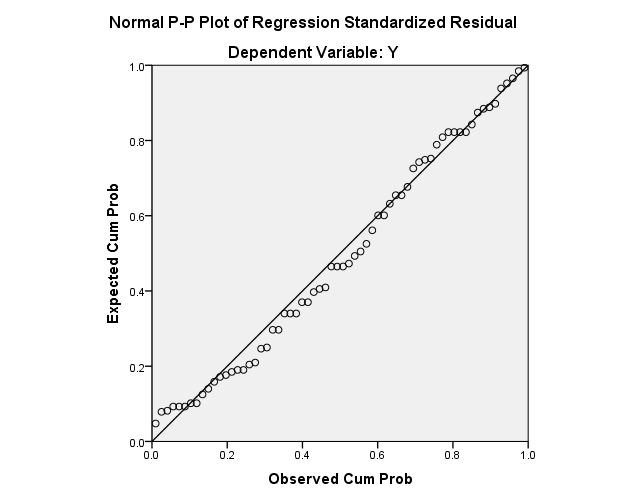 Normal P-P Plot of Regression Standardized Residual
Dependent Variable: Y
Expected Cum Prob
1.0
0.8
0.6
0.4
0.2
0.0
0.0 0.2 0.4 0.6 0.8 1.0
Observed Cum Prob